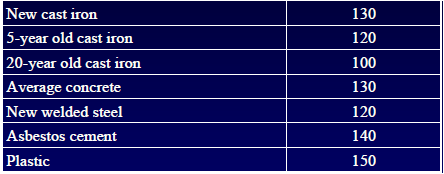 New cast iron 130
5-year old cast iron 120
20-year old cast iron 100
Average concrete 130
New welded steel 120
Asbestos cement 140
Plastic 150